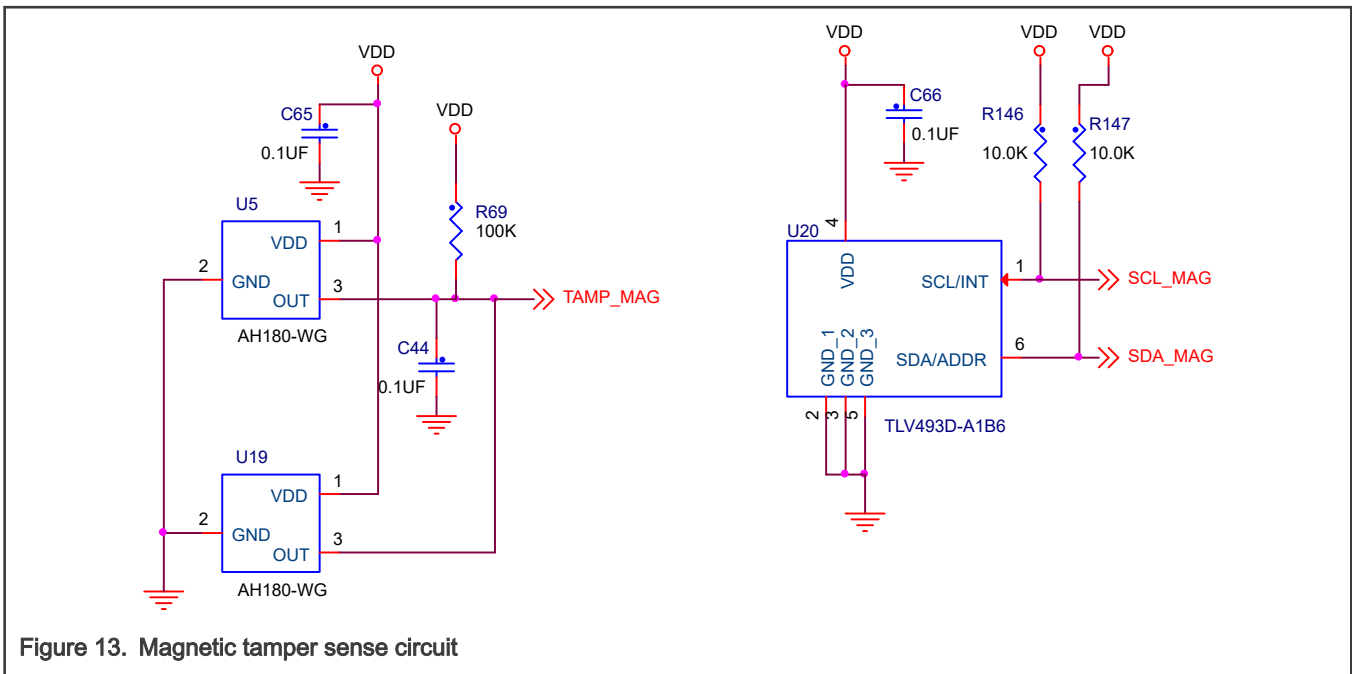 VDD
C65
0.1UF
VDD
R69
100K
U5
VDD
1
2
GND
OUT
3
AH180-WG
TAMP_MAG
C44
0.1UF
U19
VDD
1
2
GND
OUT
3
AH180-WG
VDD
VDD
VDD
C66
0.1UF
R146
10.0K
R147
10.0K
U20
4
VDD
SCL/INT
1
SCL_MAG
GND_1
GND_2
GND_3
SDA/ADDR
6
SDA_MAG
2
3
5
TLV493D-A1B6
Figure 13. Magnetic tamper sense circuit